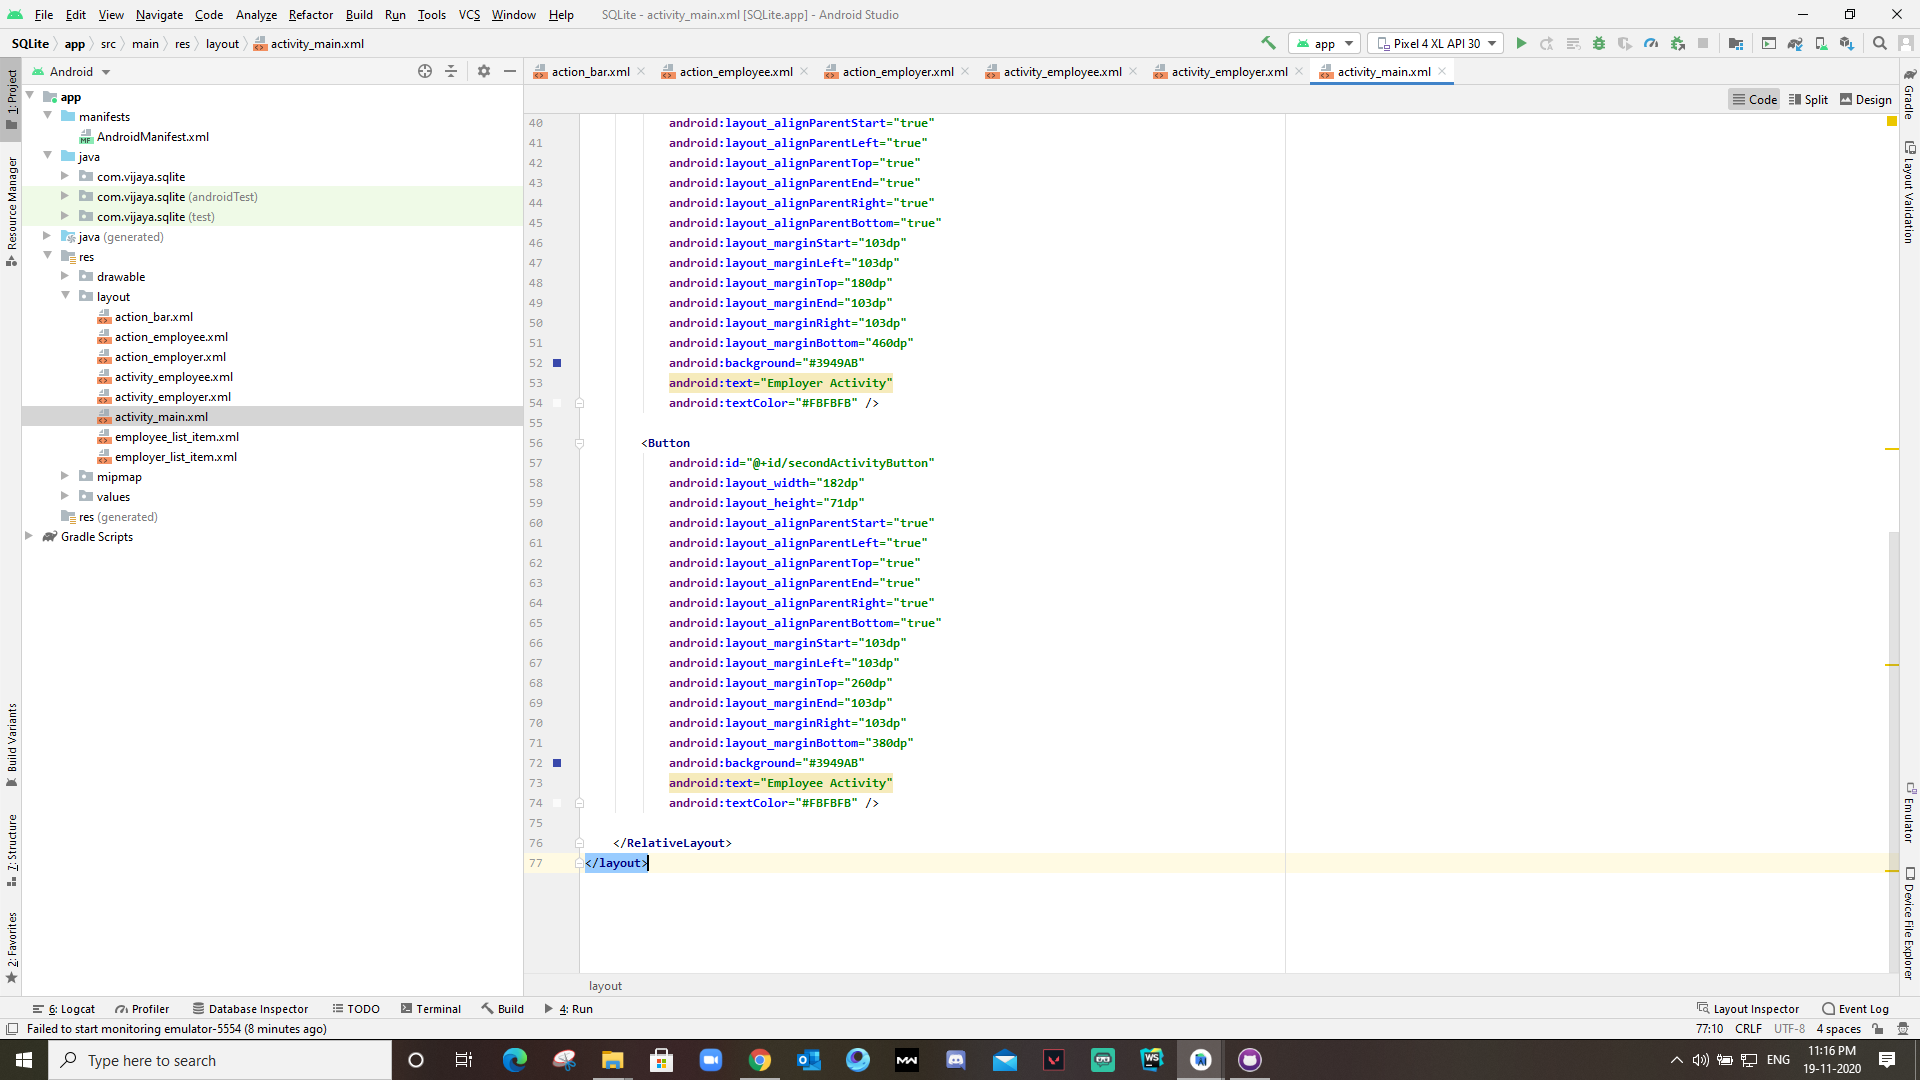 File Edit View Navigate Code Analyze Refactor Build Run Tools VCS Window Help SQLite - activity_main.xml [SQLite.app] - Android Studio
SQLite app src main res layout activity_main.xml
app Pixel 4 XL API 30
Android
action_bar.xml action_employee.xml action_employer.xml activity_employee.xml activity_employer.xml activity_main.xml
Code Split Design
1: Project
Resource Manager
Build Variants
7: Structure
2: Favorites
app
manifests
AndroidManifest.xml
java
com.vijaya.sqlite
com.vijaya.sqlite (androidTest)
com.vijaya.sqlite (test)
java (generated)
res
drawable
layout
action_bar.xml
action_employee.xml
action_employer.xml
activity_employee.xml
activity_employer.xml
activity_main.xml
employee_list_item.xml
employer_list_item.xml
mipmap
values
res (generated)
Gradle Scripts
40 android:layout_alignParentStart="true"
41 android:layout_alignParentLeft="true"
42 android:layout_alignParentTop="true"
43 android:layout_alignParentEnd="true"
44 android:layout_alignParentRight="true"
45 android:layout_alignParentBottom="true"
46 android:layout_marginStart="103dp"
47 android:layout_marginLeft="103dp"
48 android:layout_marginTop="180dp"
49 android:layout_marginEnd="103dp"
50 android:layout_marginRight="103dp"
51 android:layout_marginBottom="460dp"
52 android:background="#3949AB"
53 android:text="Employer Activity"
54 android:textColor="#FBFBFB" />
55
56 <Button
57 android:id="@+id/secondActivityButton"
58 android:layout_width="182dp"
59 android:layout_height="71dp"
60 android:layout_alignParentStart="true"
61 android:layout_alignParentLeft="true"
62 android:layout_alignParentTop="true"
63 android:layout_alignParentEnd="true"
64 android:layout_alignParentRight="true"
65 android:layout_alignParentBottom="true"
66 android:layout_marginStart="103dp"
67 android:layout_marginLeft="103dp"
68 android:layout_marginTop="260dp"
69 android:layout_marginEnd="103dp"
70 android:layout_marginRight="103dp"
71 android:layout_marginBottom="380dp"
72 android:background="#3949AB"
73 android:text="Employee Activity"
74 android:textColor="#FBFBFB" />
75
76 </RelativeLayout>
77 </layout>
layout
Gradle
Layout Validation
Emulator
Device File Explorer
6: Logcat Profiler Database Inspector TODO Terminal Build 4: Run Layout Inspector Event Log
Failed to start monitoring emulator-5554 (8 minutes ago) 77:10 CRLF UTF-8 4 spaces
Type here to search
ENG 11:16 PM
19-11-2020